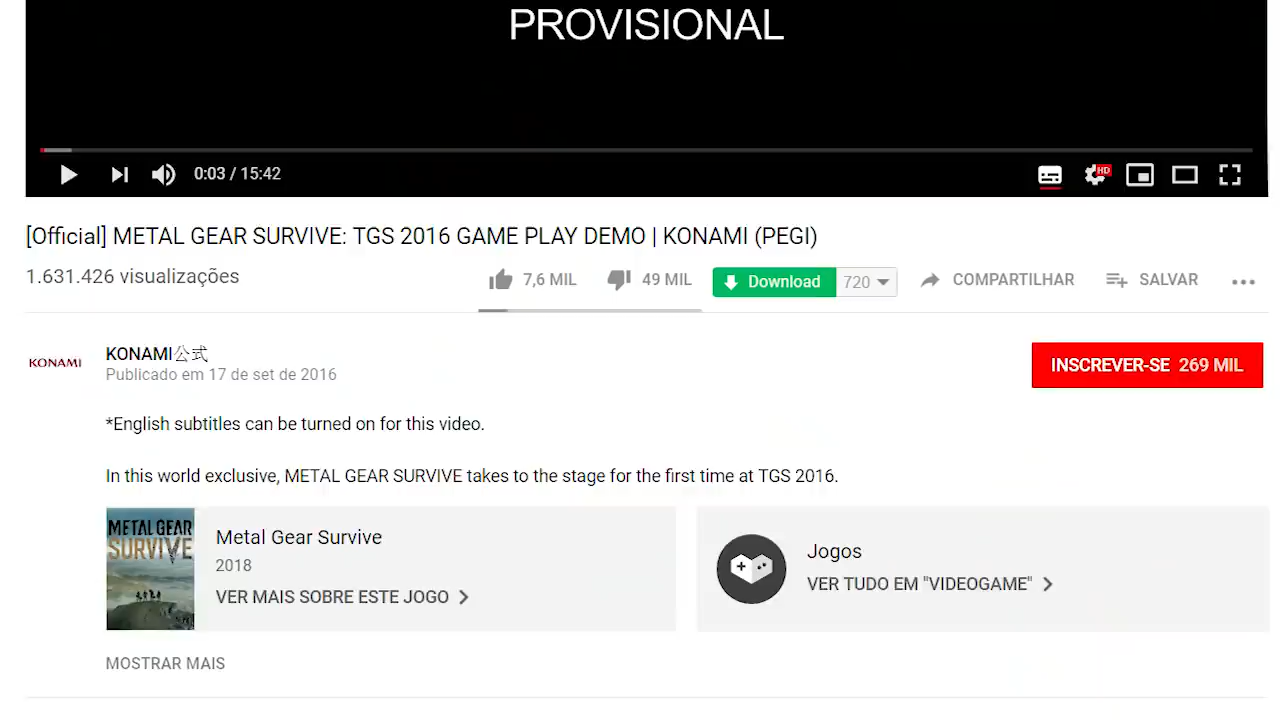 PROVISIONAL
0:03 / 15:42
HD
[Official] METAL GEAR SURVIVE: TGS 2016 GAME PLAY DEMO | KONAMI (PEGI)
1.631.426 visualizações
7,6 MIL
49 MIL
Download
720
COMPARTILHAR
SALVAR
KONAMI
KONAMI公式
Publicado em 17 de set de 2016
INSCREVER-SE 269 MIL
*English subtitles can be turned on for this video.
In this world exclusive, METAL GEAR SURVIVE takes to the stage for the first time at TGS 2016.
METAL GEAR
SURVIVE
Metal Gear Survive
2018
VER MAIS SOBRE ESTE JOGO
Jogos
VER TUDO EM "VIDEOGAME"
MOSTRAR MAIS